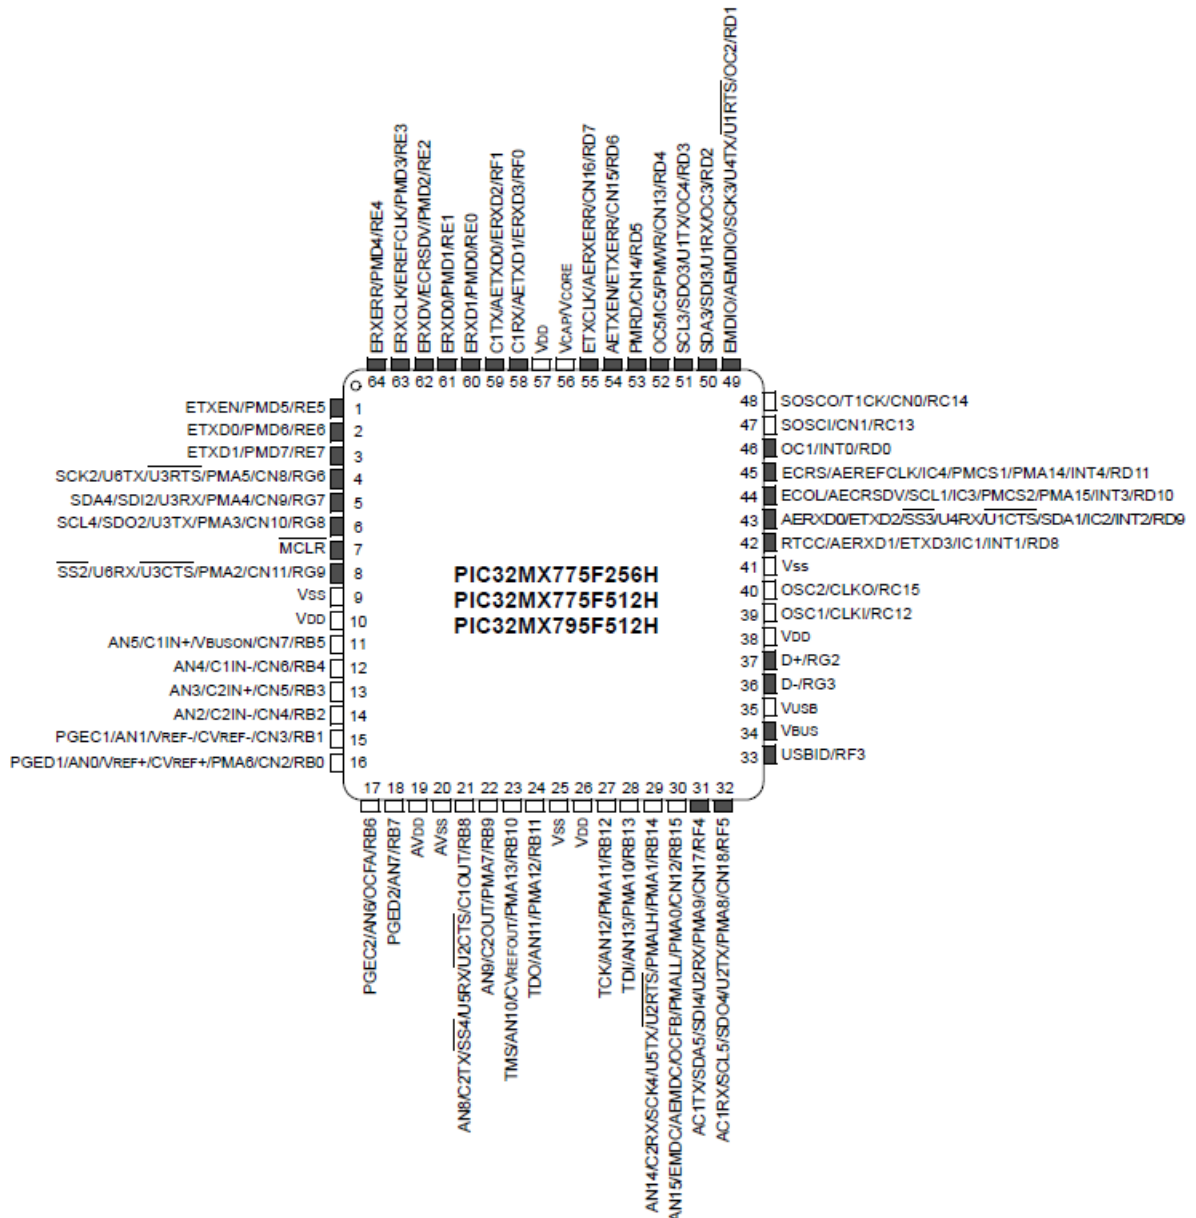 EMDIO/AEMDIO/SCK3/U4TX/U1RTS/OC2/RD1
SDA3/SDI3/U1RX/OC3/RD2
SCL3/SDO3/U1TX/OC4/RD3
OC5/IC5/PMWR/CN13/RD4
PMRD/CN14/RD5
AETXEN/ETXERR/CN15/RD6
ETXCLK/AERXERR/CN16/RD7
VCAP/VCORE
VDD
C1RX/AETXD1/ERXD3/RF0
C1TX/AETXD0/ERXD2/RF1
ERXD1/PMD0/RE0
ERXD0/PMD1/RE1
ERXDV/ECRSDV/PMD2/RE2
ERXCLK/EREFCLK/PMD3/RE3
ERXERR/PMD4/RE4
64 63 62 61 60 59 58 57 56 55 54 53 52 51 50 49
ETXEN/PMD5/RE5 1
ETXD0/PMD6/RE6 2
ETXD1/PMD7/RE7 3
SCK2/U6TX/U3RTS/PMA5/CN8/RG6 4
SDA4/SDI2/U3RX/PMA4/CN9/RG7 5
SCL4/SDO2/U3TX/PMA3/CN10/RG8 6
MCLR 7
SS2/U6RX/U3CTS/PMA2/CN11/RG9 8
VSS 9
VDD 10
AN5/C1IN+/VBUSON/CN7/RB5 11
AN4/C1IN-/CN6/RB4 12
AN3/C2IN+/CN5/RB3 13
AN2/C2IN-/CN4/RB2 14
PGEC1/AN1/VREF-/CVREF-/CN3/RB1 15
PGED1/AN0/VREF+/CVREF+/PMA6/CN2/RB0 16
PIC32MX775F256H
PIC32MX775F512H
PIC32MX795F512H
48 SOSCO/T1CK/CN0/RC14
47 SOSCI/CN1/RC13
46 OC1/INT0/RD0
45 ECRS/AEREFCLK/IC4/PMCS1/PMA14/INT4/RD11
44 ECOL/AECRSDV/SCL1/IC3/PMCS2/PMA15/INT3/RD10
43 AERXD0/ETXD2/SS3/U4RX/U1CTS/SDA1/IC2/INT2/RD9
42 RTCC/AERXD1/ETXD3/IC1/INT1/RD8
41 Vss
40 OSC2/CLKO/RC15
39 OSC1/CLKI/RC12
38 VDD
37 D+/RG2
36 D-/RG3
35 VUSB
34 VBUS
33 USBID/RF3
17 18 19 20 21 22 23 24 25 26 27 28 29 30 31 32
PGEC2/AN6/OCFA/RB6
PGED2/AN7/RB7
AVDD
AVSS
AN8/C2TX/SS4/U5RX/U2CTS/C1OUT/RB8
AN9/C2OUT/PMA7/RB9
TMS/AN10/CVREFOUT/PMA13/RB10
TDO/AN11/PMA12/RB11
VSS
VDD
TCK/AN12/PMA11/RB12
TDI/AN13/PMA10/RB13
AN14/C2RX/SCK4/U5TX/U2RTS/PMALH/PMA1/RB14
AN15/EMDC/AEMDC/OCFB/PMALL/PMA0/CN12/RB15
AC1TX/SDA5/SDI4/U2RX/PMA9/CN17/RF4
AC1RX/SCL5/SDO4/U2TX/PMA8/CN18/RF5